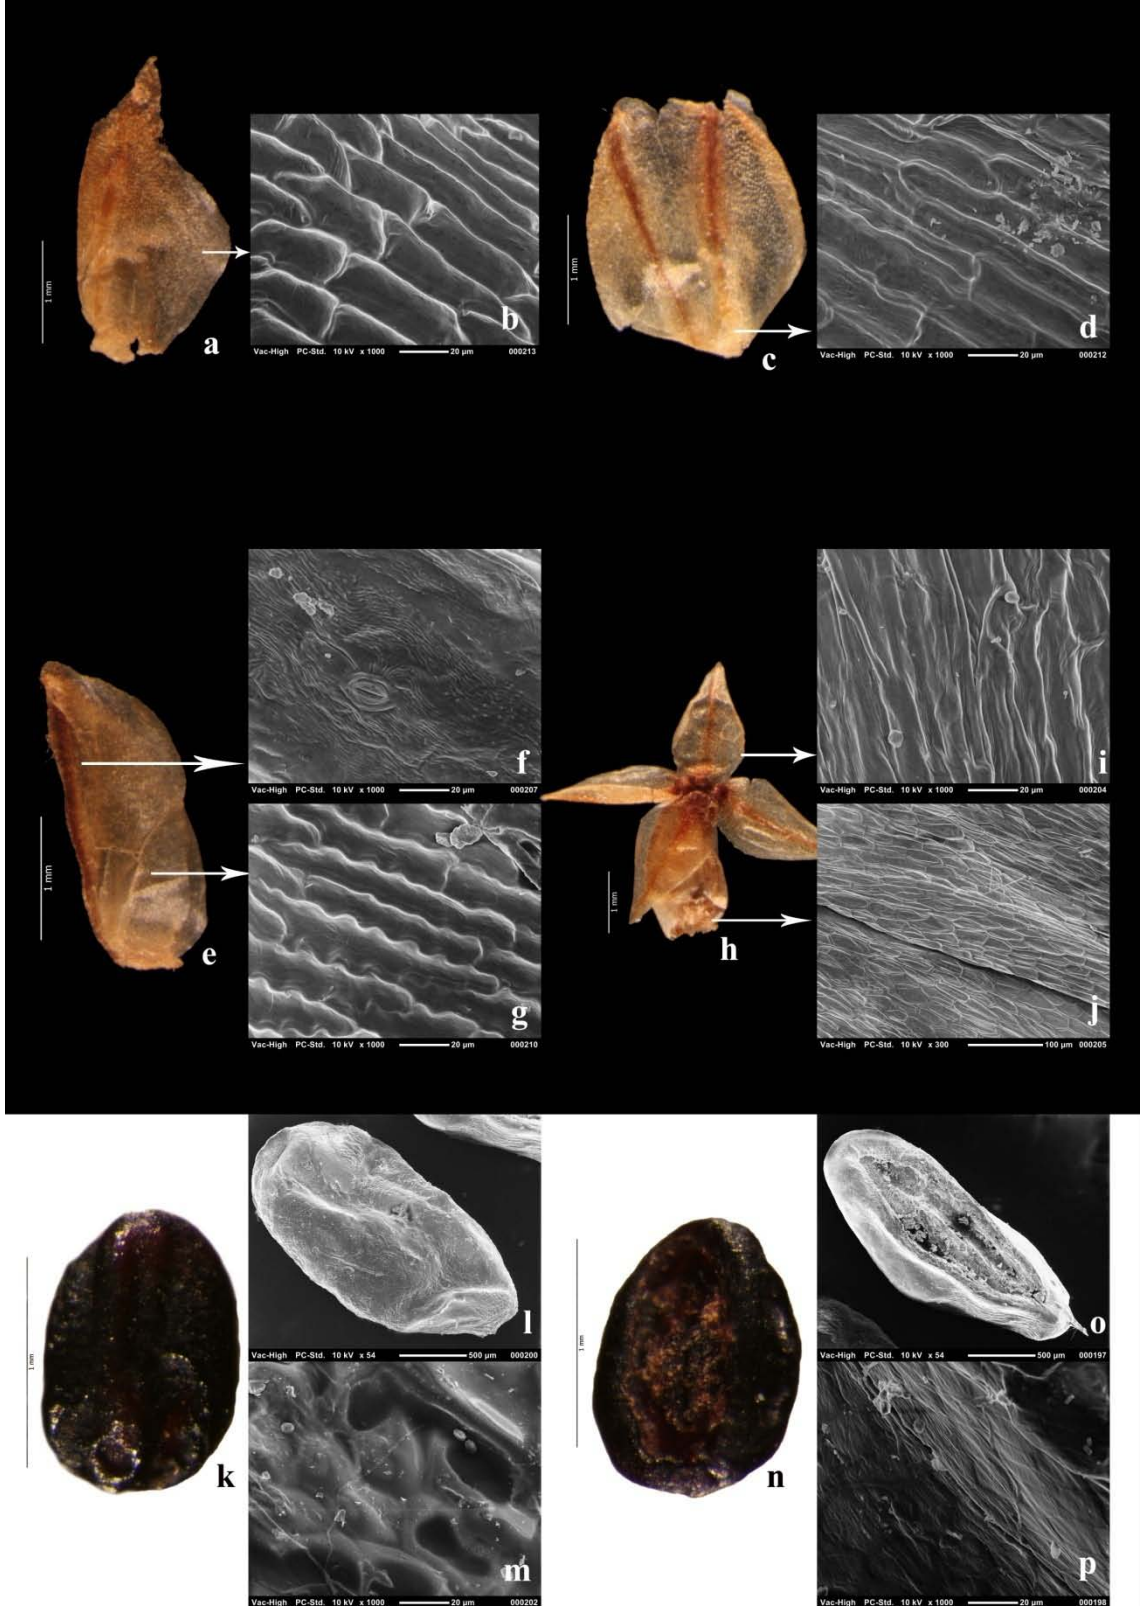 1 mm
a
b
Vac-High PC-Std. 10 kV x 1000 20 µm 000213
1 mm
c
d
Vac-High PC-Std. 10 kV x 1000 20 µm 000212
1 mm
e
f
Vac-High PC-Std. 10 kV x 1000 20 µm 000207
g
Vac-High PC-Std. 10 kV x 1000 20 µm 000210
1 mm
h
i
Vac-High PC-Std. 10 kV x 1000 20 µm 000204
j
Vac-High PC-Std. 10 kV x 300 100 µm 000205
1 mm
k
l
Vac-High PC-Std. 10 kV x 54 500 µm 000200
m
Vac-High PC-Std. 10 kV x 1000 20 µm 000202
1 mm
n
o
Vac-High PC-Std. 10 kV x 54 500 µm 000197
p
Vac-High PC-Std. 10 kV x 1000 20 µm 000198